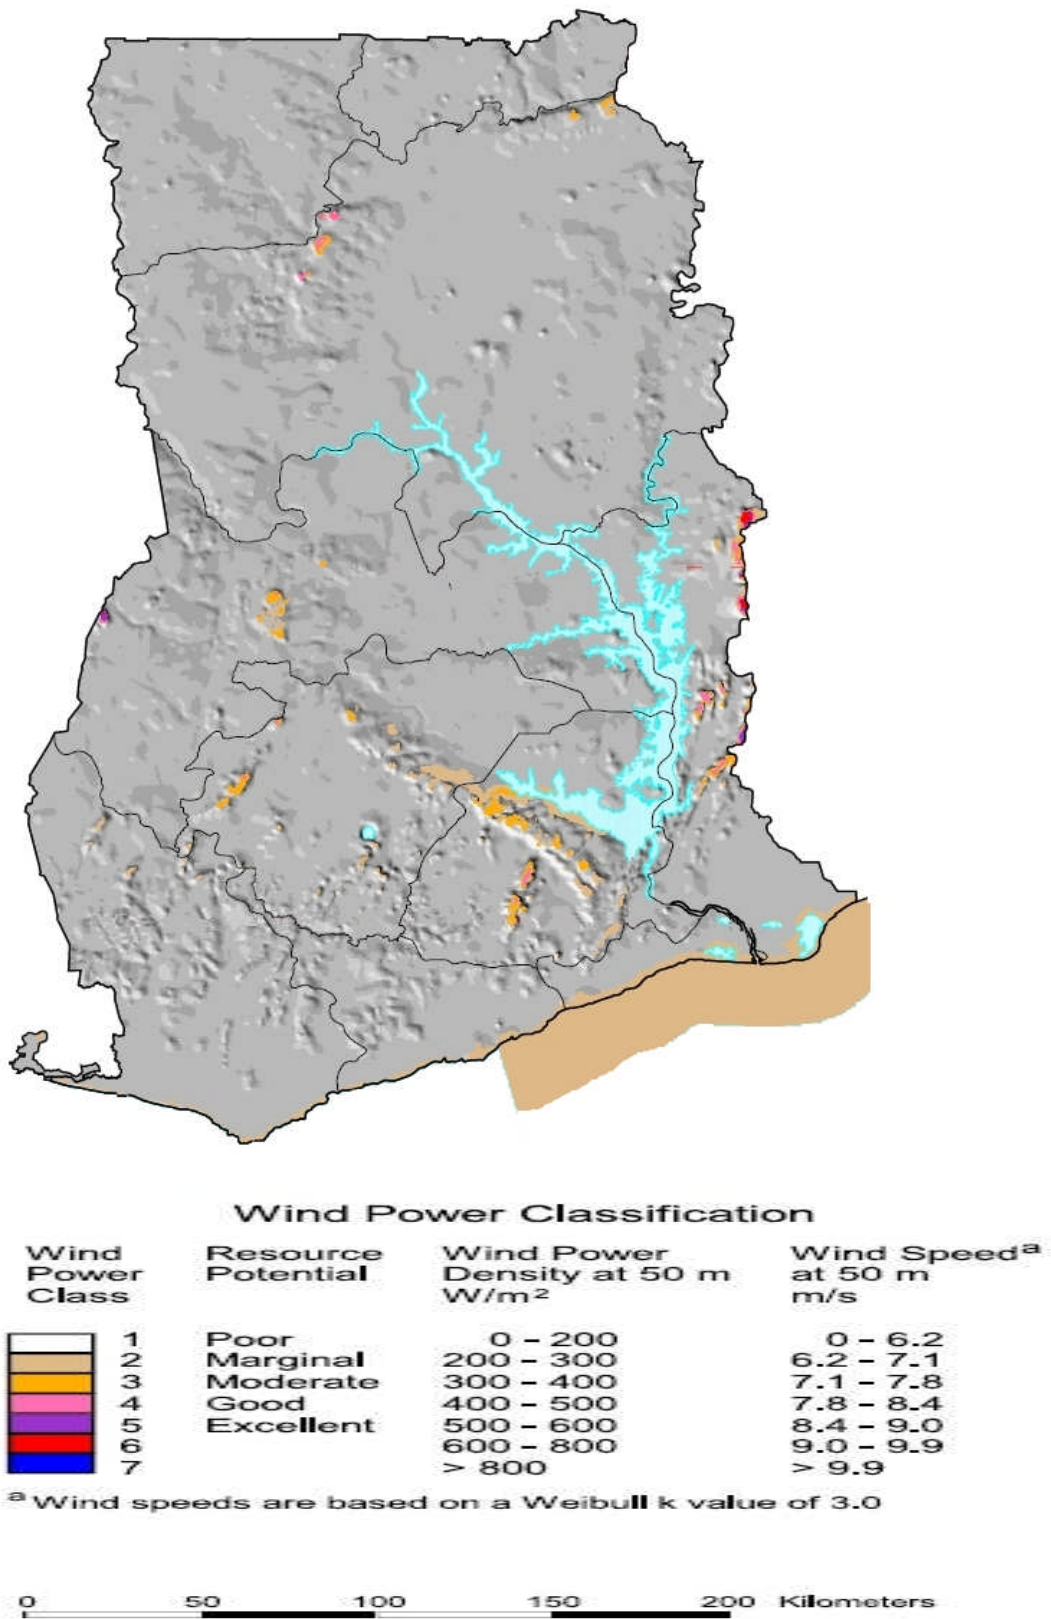 Wind Power Classification
Wind Resource Wind Power Wind Speedᵃ
Power Potential Density at 50 m at 50 m
Class W/m² m/s
1 Poor 0 - 200 0 - 6.2
2 Marginal 200 - 300 6.2 - 7.1
3 Moderate 300 - 400 7.1 - 7.8
4 Good 400 - 500 7.8 - 8.4
5 Excellent 500 - 600 8.4 - 9.0
6 600 - 800 9.0 - 9.9
7 > 800 > 9.9
ᵃ Wind speeds are based on a Weibull k value of 3.0
0 50 100 150 200 Kilometers